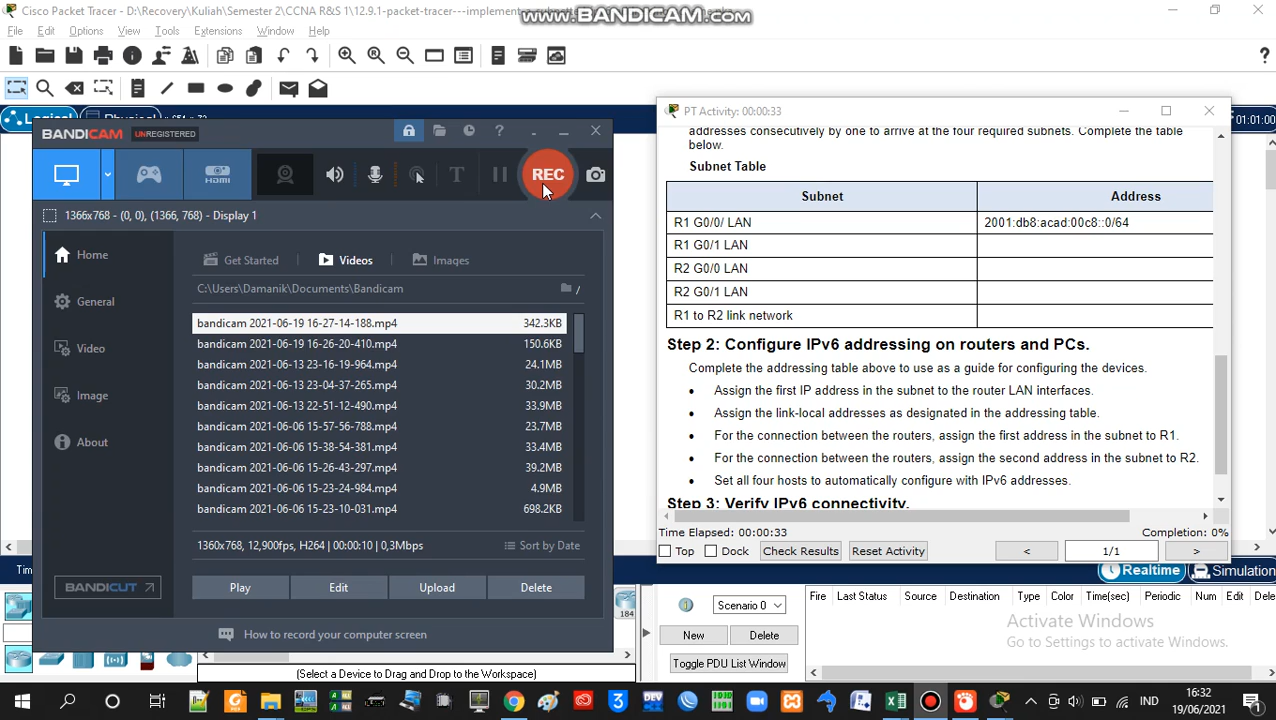 Cisco Packet Tracer - D:\Recovery\Kuliah\Semester 2\CCNA R&S 1\12.9.1-packet-tracer---implement-
www.BANDICAM.com
File Edit Options View Tools Extensions Window Help
Logical
Physical
01:01:00
BANDICAM UNREGISTERED
HDMI
REC
1366x768 - (0, 0), (1366, 768) - Display 1
Home
General
Video
Image
About
BANDICUT
Get Started Videos Images
C:\Users\Damanik\Documents\Bandicam /
bandicam 2021-06-19 16-27-14-188.mp4 342.3KB
bandicam 2021-06-19 16-26-20-410.mp4 150.6KB
bandicam 2021-06-13 23-16-19-964.mp4 24.1MB
bandicam 2021-06-13 23-04-37-265.mp4 30.2MB
bandicam 2021-06-13 22-51-12-490.mp4 33.9MB
bandicam 2021-06-06 15-57-56-788.mp4 23.7MB
bandicam 2021-06-06 15-38-54-381.mp4 33.4MB
bandicam 2021-06-06 15-26-43-297.mp4 39.2MB
bandicam 2021-06-06 15-23-24-984.mp4 4.9MB
bandicam 2021-06-06 15-23-10-031.mp4 698.2KB
1360x768, 12,900fps, H264 | 00:00:10 | 0,3Mbps Sort by Date
Play Edit Upload Delete
How to record your computer screen
PT Activity: 00:00:33
addresses consecutively by one to arrive at the four required subnets. Complete the table
below.
Subnet Table
Subnet Address
R1 G0/0/ LAN 2001:db8:acad:00c8::0/64
R1 G0/1 LAN
R2 G0/0 LAN
R2 G0/1 LAN
R1 to R2 link network
Step 2: Configure IPv6 addressing on routers and PCs.
Complete the addressing table above to use as a guide for configuring the devices.
• Assign the first IP address in the subnet to the router LAN interfaces.
• Assign the link-local addresses as designated in the addressing table.
• For the connection between the routers, assign the first address in the subnet to R1.
• For the connection between the routers, assign the second address in the subnet to R2.
• Set all four hosts to automatically configure with IPv6 addresses.
Step 3: Verify IPv6 connectivity.
Time Elapsed: 00:00:33 Completion: 0%
Top Dock Check Results Reset Activity < 1/1 >
Realtime Simulation
Scenario 0
New Delete
Toggle PDU List Window
Fire Last Status Source Destination Type Color Time(sec) Periodic Num Edit
Activate Windows
Go to Settings to activate Windows.
184
(Select a Device to Drag and Drop to the Workspace)
IND
16:32
19/06/2021